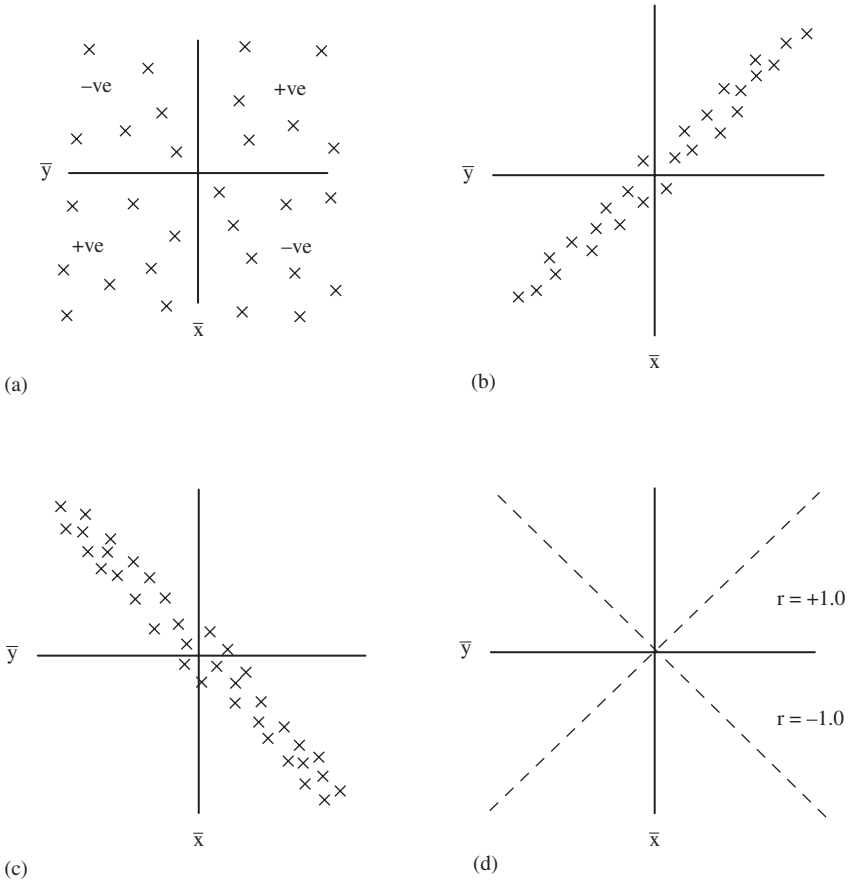 –ve
+ve
y̅
+ve
–ve
x̅
(a)
y̅
x̅
(b)
y̅
x̅
(c)
r = +1.0
y̅
r = –1.0
x̅
(d)